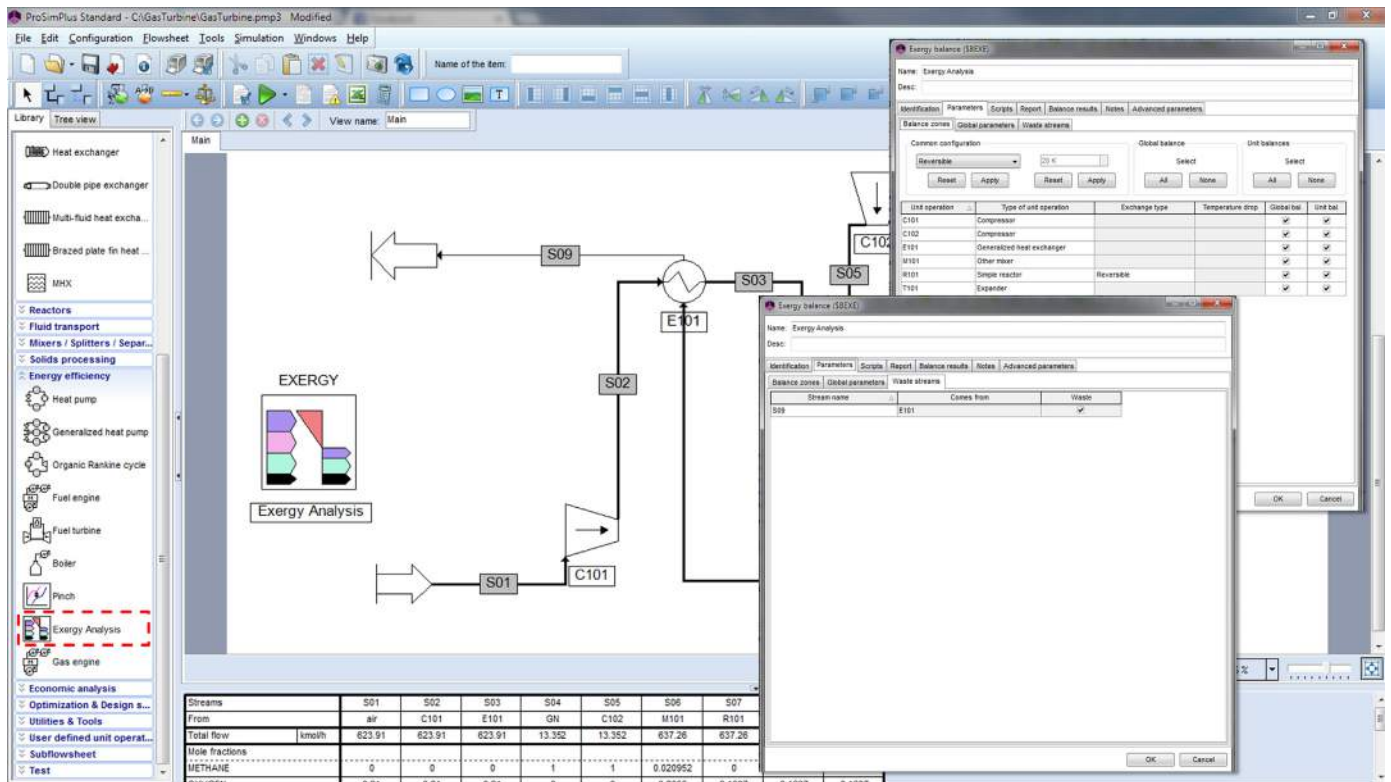 ProSimPlus Standard - C:\GasTurbine\GasTurbine.pmp3 Modified
File Edit Configuration Flowsheet Tools Simulation Windows Help
Name of the item:
Library Tree view
View name: Main
Main
Heat exchanger
Double pipe exchanger
Multi-fluid heat excha...
Brazed plate fin heat ...
MHX
Reactors
Fluid transport
Mixers / Splitters / Separ...
Solids processing
Energy efficiency
Heat pump
Generalized heat pump
Organic Rankine cycle
Fuel engine
Fuel turbine
Boiler
Pinch
Exergy Analysis
Gas engine
Economic analysis
Optimization & Design s...
Utilities & Tools
User defined unit operat...
Subflowsheet
Test
S09
S03
S05
C102
E101
S02
EXERGY
Exergy Analysis
S01
C101
Streams S01 S02 S03 S04 S05 S06 S07
From air C101 E101 GN C102 M101 R101
Total flow kmol/h 623.91 623.91 623.91 13.352 13.352 637.26 637.26
Mole fractions
METHANE 0 0 0 1 1 0.020952 0
Exergy balance ($BEXE)
Name: Exergy Analysis
Desc:
Identification Parameters Scripts Report Balance results Notes Advanced parameters
Balance zones Global parameters Waste streams
Common configuration Global balance Unit balances
Reversible 20 K Select Select
Reset Apply Reset Apply All None All None
Unit operation Type of unit operation Exchange type Temperature drop Global bal. Unit bal.
C101 Compressor
C102 Compressor
E101 Generalized heat exchanger
M101 Other mixer
R101 Simple reactor Reversible
T101 Expander
OK Cancel
Exergy balance ($BEXE)
Name: Exergy Analysis
Desc:
Identification Parameters Scripts Report Balance results Notes Advanced parameters
Balance zones Global parameters Waste streams
Stream name Comes from Waste
S09 E101
OK Cancel